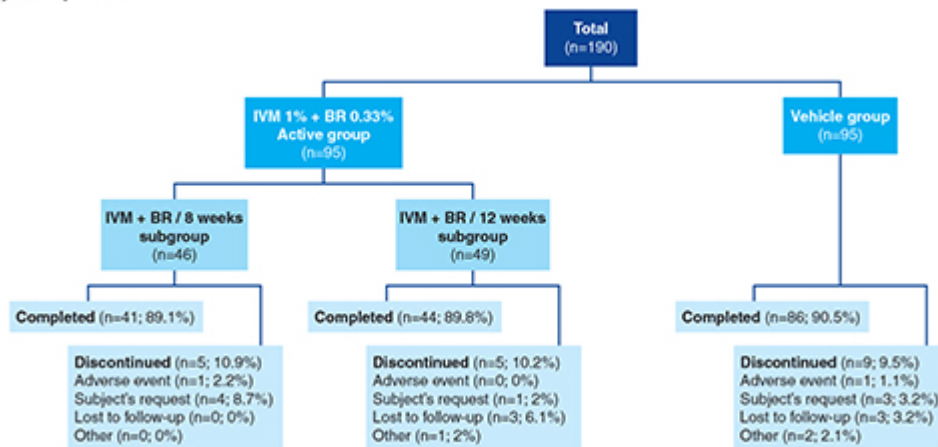 Total
(n=190)
IVM 1% + BR 0.33%
Active group
(n=95)
Vehicle group
(n=95)
IVM + BR / 8 weeks
subgroup
(n=46)
IVM + BR / 12 weeks
subgroup
(n=49)
Completed (n=41; 89.1%)
Completed (n=44; 89.8%)
Completed (n=86; 90.5%)
Discontinued (n=5; 10.9%)
Adverse event (n=1; 2.2%)
Subject's request (n=4; 8.7%)
Lost to follow-up (n=0; 0%)
Other (n=0; 0%)
Discontinued (n=5; 10.2%)
Adverse event (n=0; 0%)
Subject's request (n=1; 2%)
Lost to follow-up (n=3; 6.1%)
Other (n=1; 2%)
Discontinued (n=9; 9.5%)
Adverse event (n=1; 1.1%)
Subject's request (n=3; 3.2%)
Lost to follow-up (n=3; 3.2%)
Other (n=2; 2.1%)